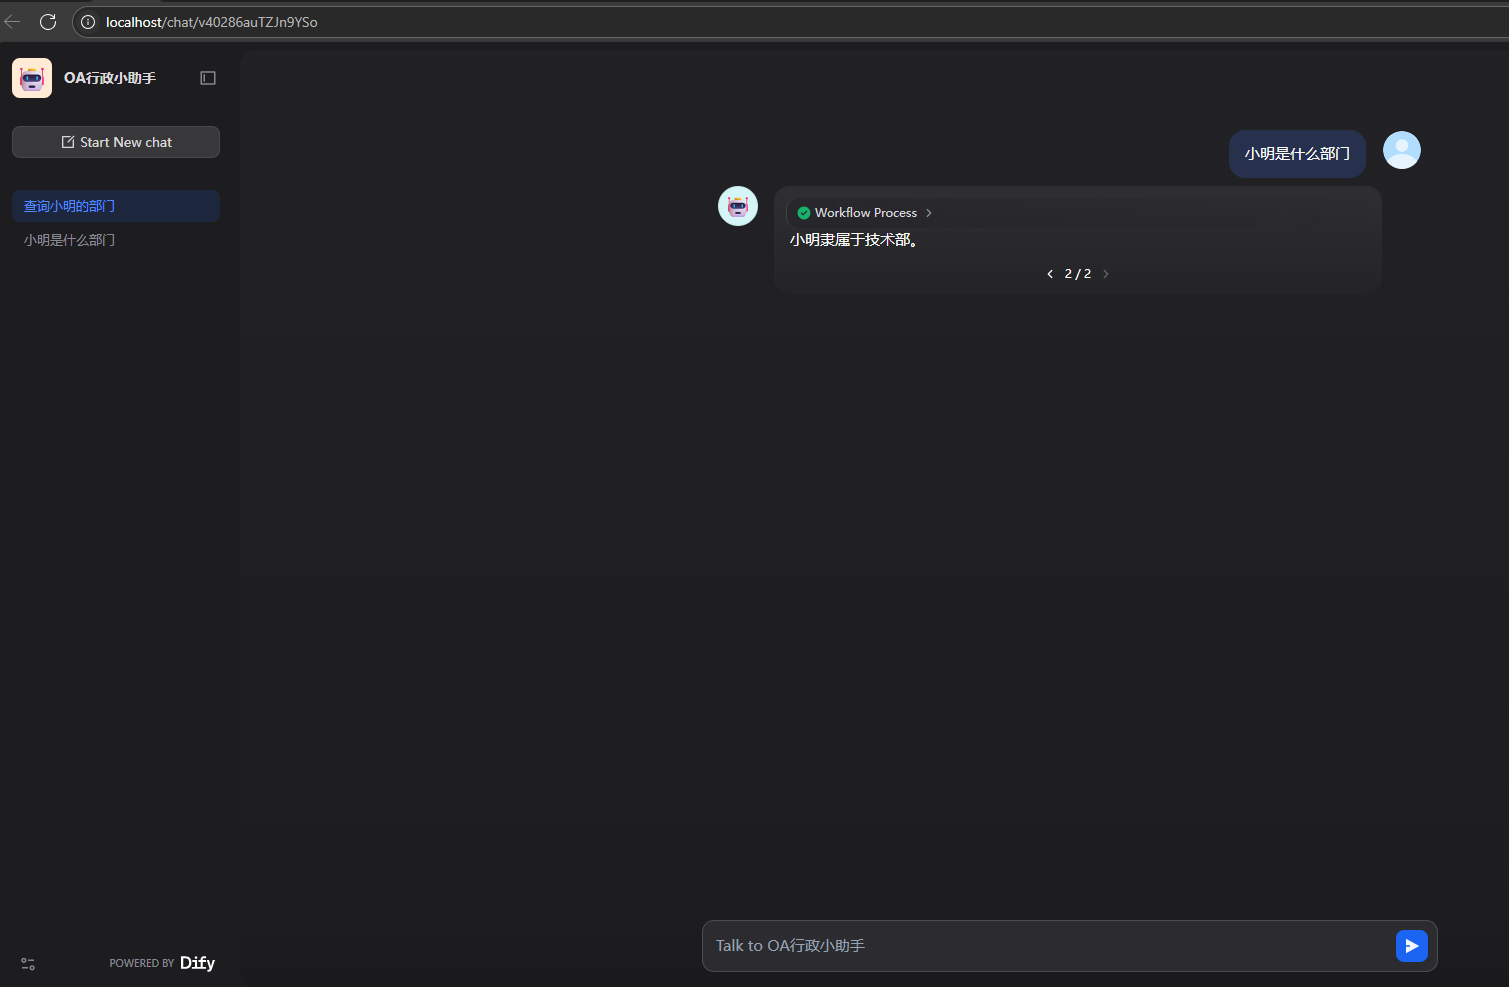 localhost/chat/v40286auTZJn9YSo
OA行政小助手
Start New chat
查询小明的部门
小明是什么部门
小明是什么部门
Workflow Process
小明隶属于技术部。
2 / 2
Talk to OA行政小助手
POWERED BY Dify